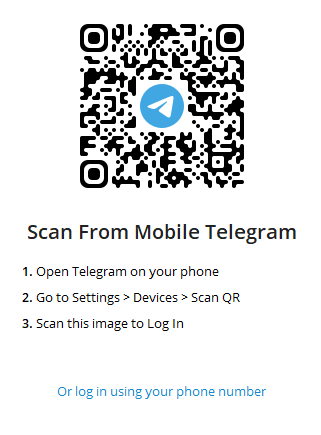 Scan From Mobile Telegram
1. Open Telegram on your phone
2. Go to Settings > Devices > Scan QR
3. Scan this image to Log In
Or log in using your phone number